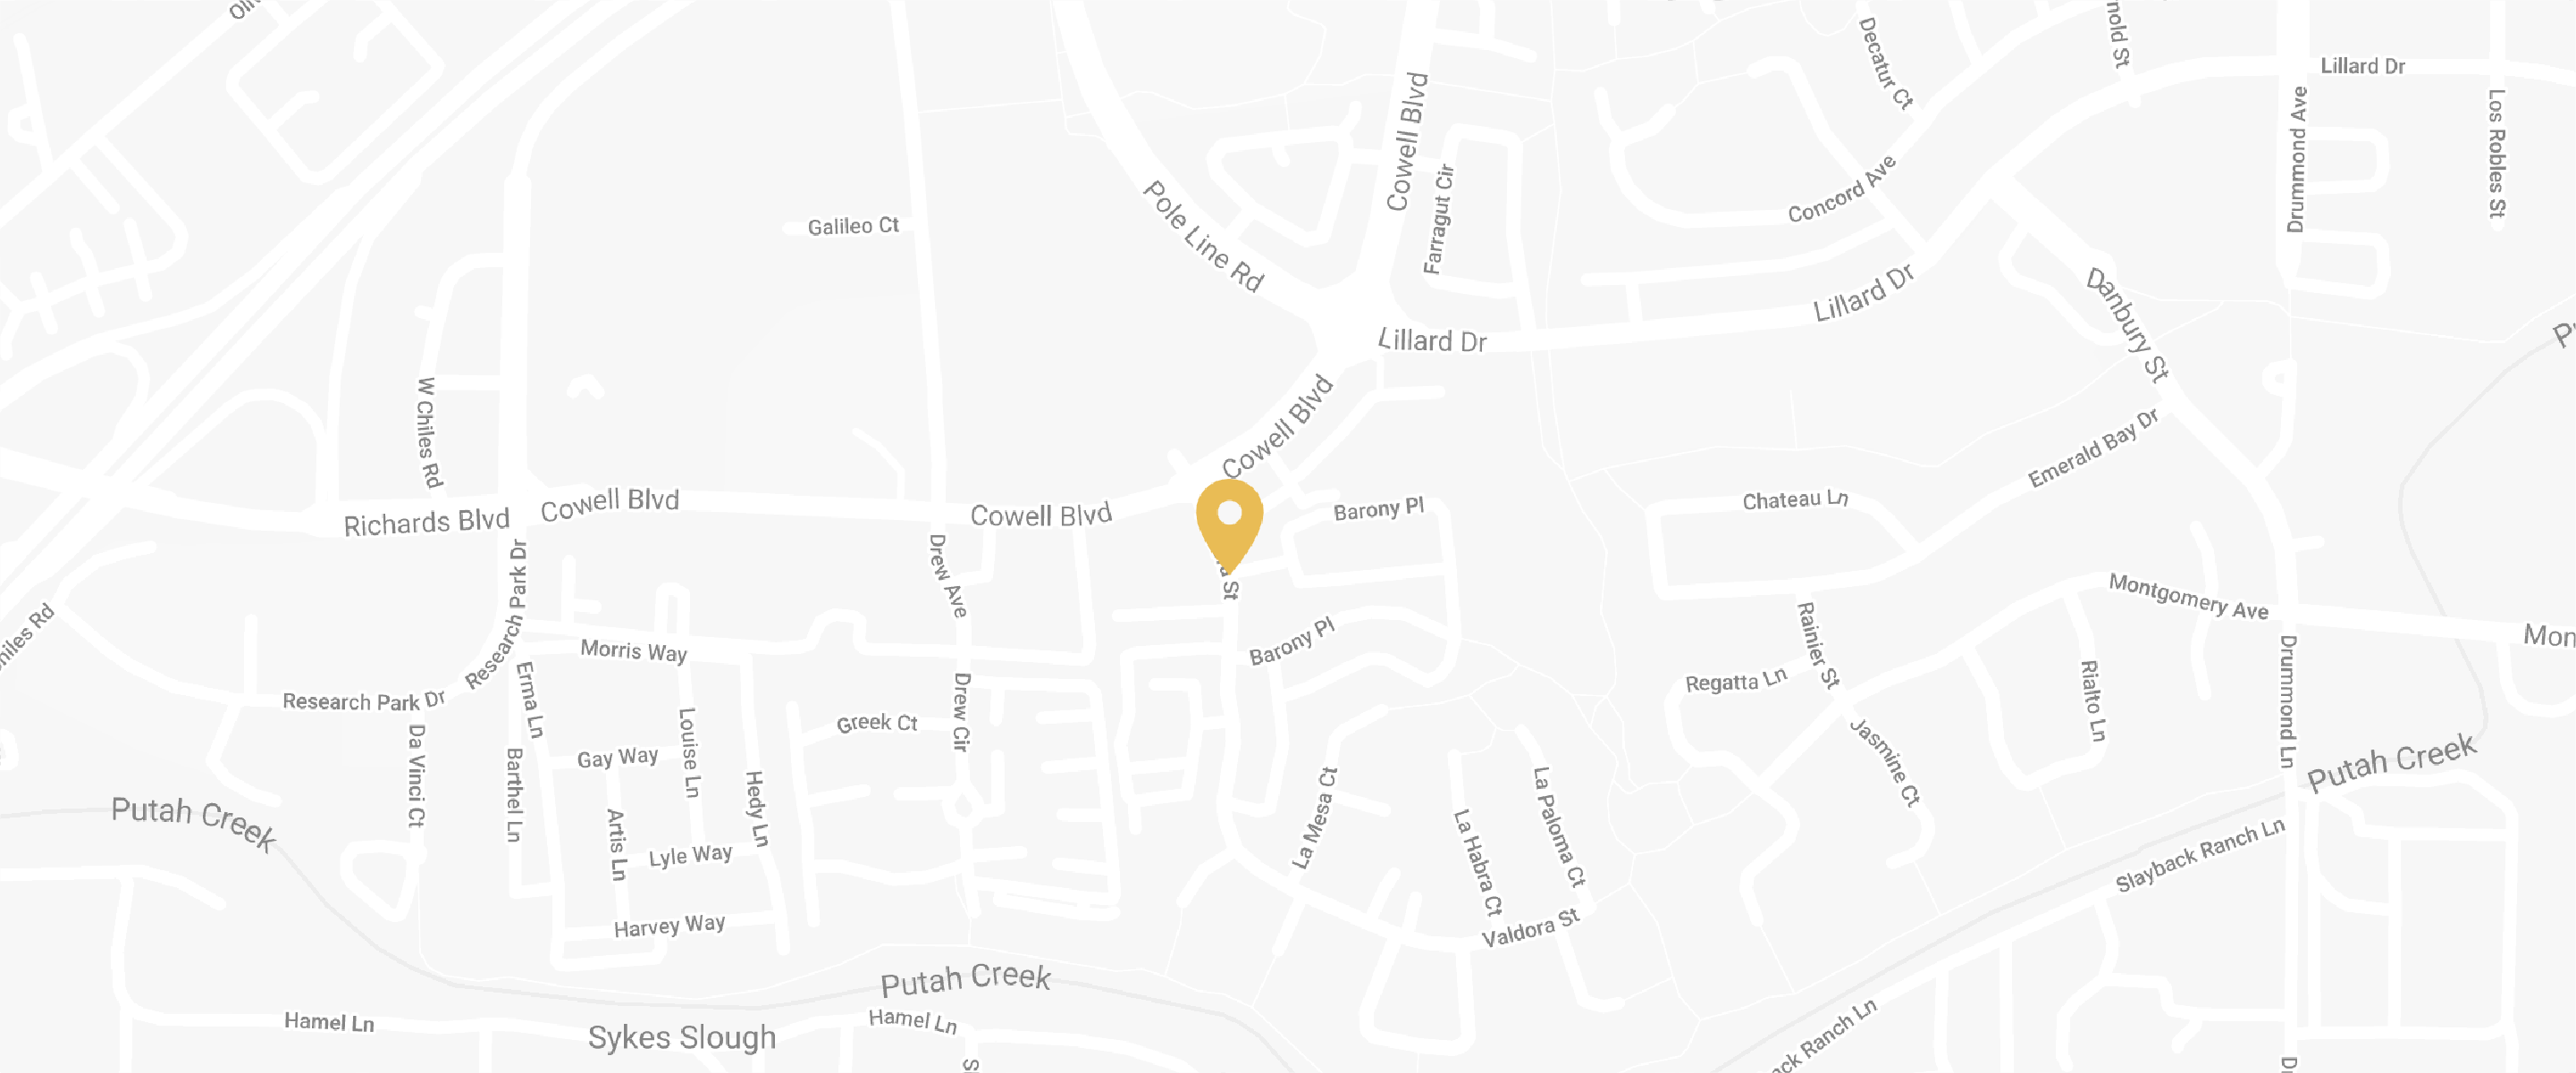 Lillard Dr
Decatur Ct
Drummond Ave
Los Robles St
Cowell Blvd
Concord Ave
Farragut Cir
Galileo Ct
Pole Line Rd
Lillard Dr
Lillard Dr
Danbury St
W Chiles Rd
Cowell Blvd
Emerald Bay Dr
Richards Blvd
Cowell Blvd
Cowell Blvd
Barony Pl
Chateau Ln
Research Park Dr
Drew Ave
St
Montgomery Ave
Barony Pl
Morris Way
Rainier St
Regatta Ln
Rialto Ln
Drummond Ln
Research Park Dr
Erma Ln
Louise Ln
Greek Ct
Drew Cir
Jasmine Ct
Da Vinci Ct
Barthel Ln
Gay Way
Hedy Ln
La Mesa Ct
La Paloma Ct
La Habra Ct
Putah Creek
Putah Creek
Artis Ln
Lyle Way
Slayback Ranch Ln
Harvey Way
Valdora St
Putah Creek
Hamel Ln
Sykes Slough
Hamel Ln
Ranch Ln